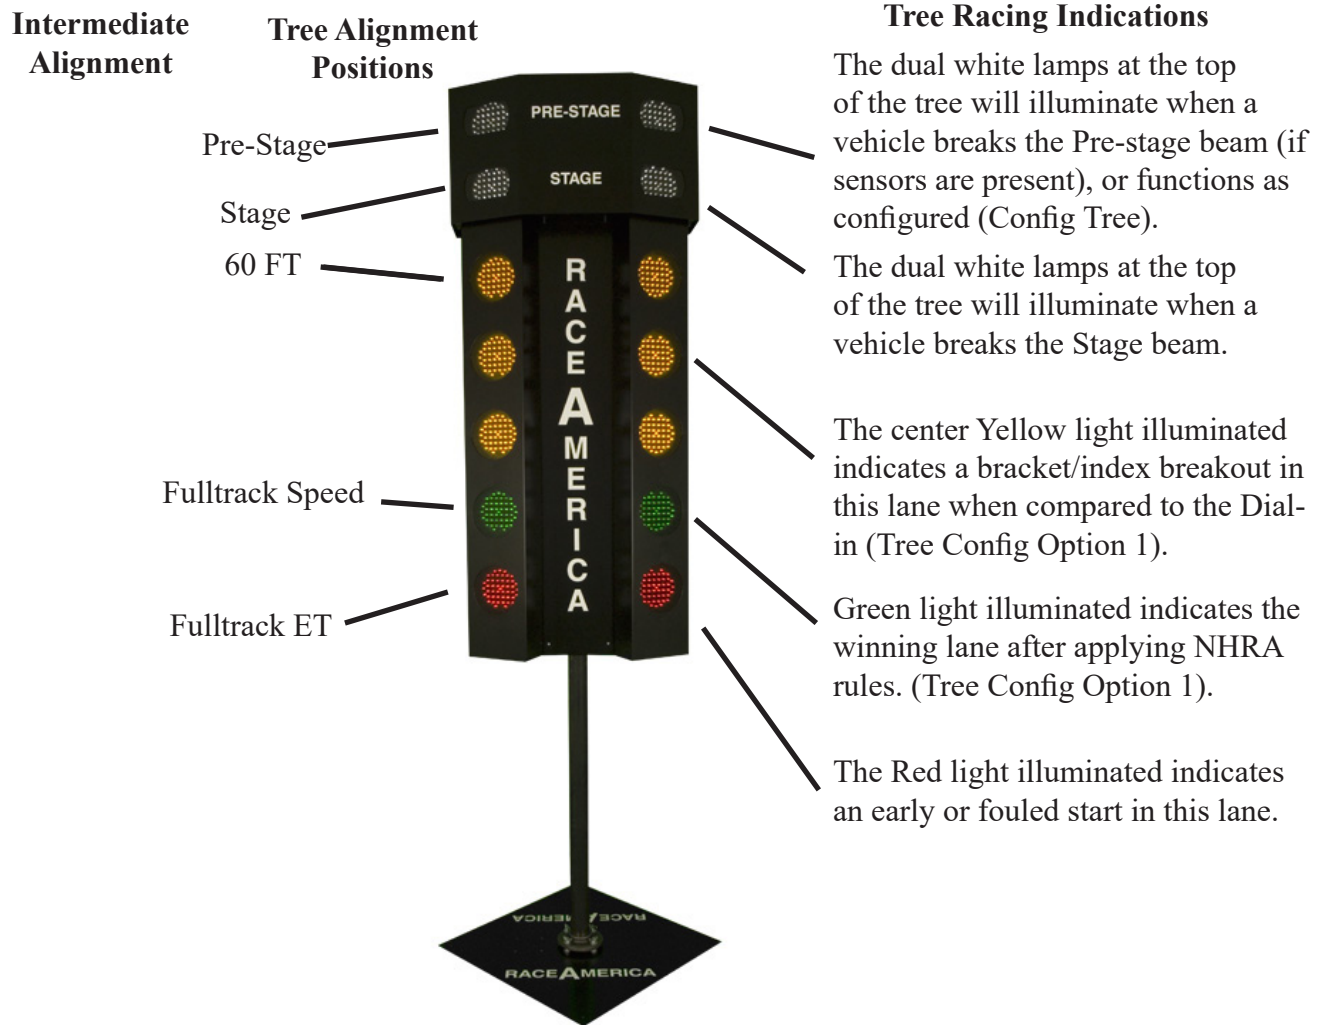 Intermediate
Alignment
Tree Alignment
Positions
Pre-Stage
Stage
60 FT
Fulltrack Speed
Fulltrack ET
PRE-STAGE
STAGE
RACEAMERICA
RACEAMERICA
RACEAMERICA
Tree Racing Indications
The dual white lamps at the top
of the tree will illuminate when a
vehicle breaks the Pre-stage beam (if
sensors are present), or functions as
configured (Config Tree).
The dual white lamps at the top
of the tree will illuminate when a
vehicle breaks the Stage beam.
The center Yellow light illuminated
indicates a bracket/index breakout in
this lane when compared to the Dial-
in (Tree Config Option 1).
Green light illuminated indicates the
winning lane after applying NHRA
rules. (Tree Config Option 1).
The Red light illuminated indicates
an early or fouled start in this lane.